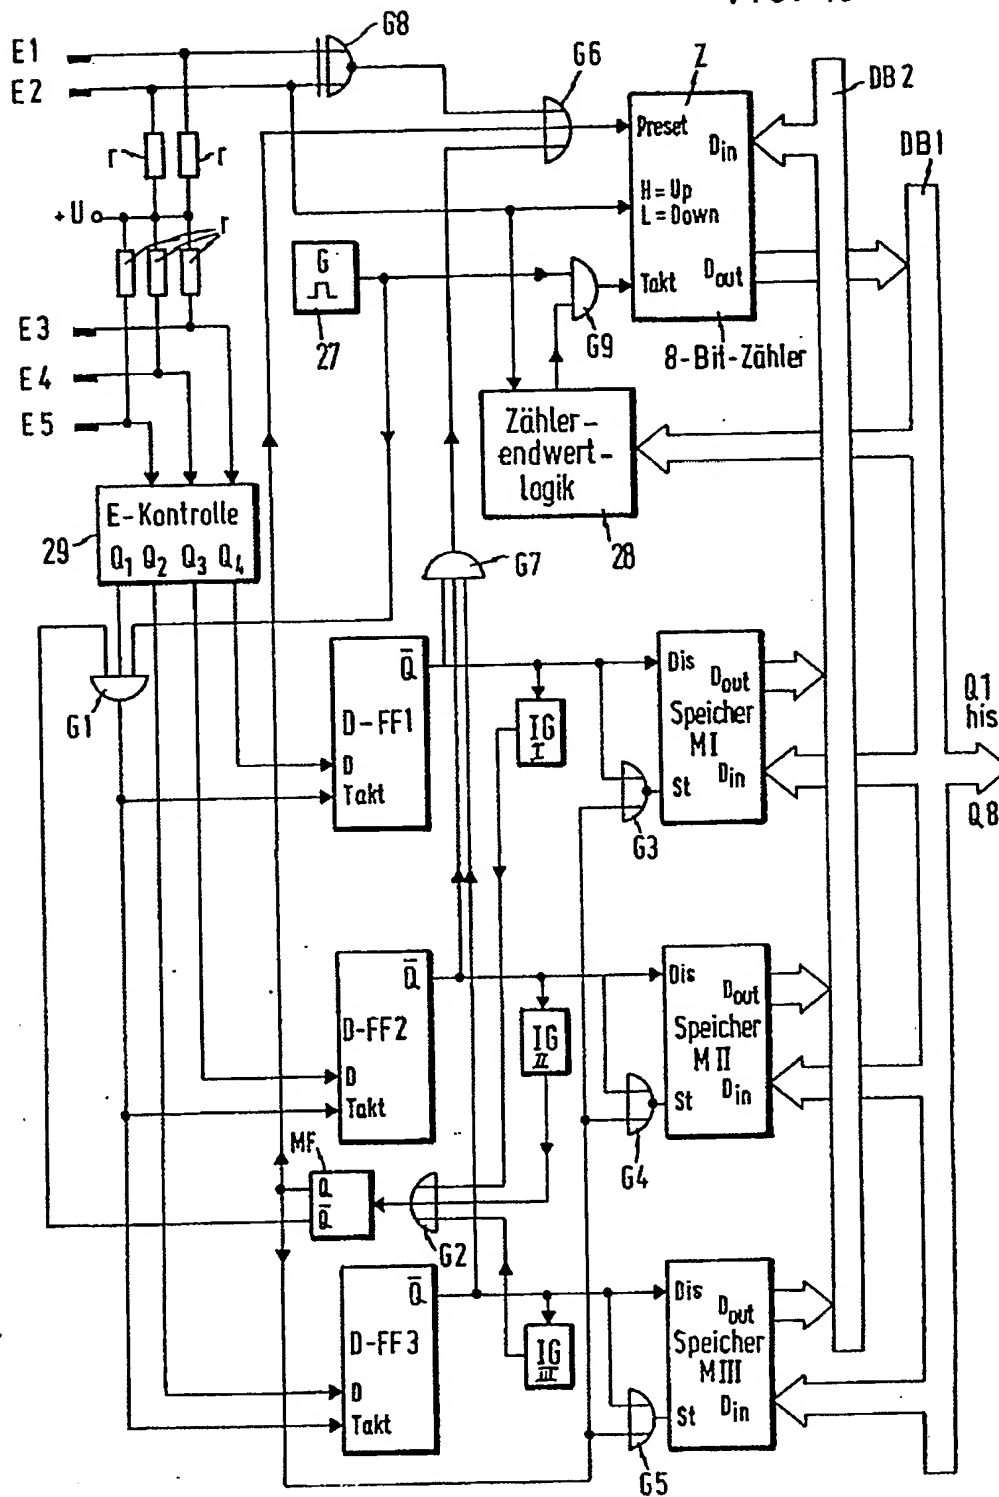 E1
E2
G8
G6
Z
DB2
DB1
Preset
Din
H=Up
L=Down
Takt
Dout
8-Bit-Zähler
r
r
+U
r
G
27
G9
E3
E4
E5
Zähler-
endwert-
logik
28
E-Kontrolle
Q1 Q2 Q3 Q4
29
G7
G1
Q̅
D-FF1
D
Takt
IG
I
Dis
Dout
Speicher
MI
Din
St
G3
Q1
his
Q8
Q̅
D-FF2
D
Takt
IG
II
Dis
Dout
Speicher
MII
Din
St
G4
MF
Q
Q̅
G2
Q̅
D-FF3
D
Takt
IG
III
Dis
Dout
Speicher
MIII
Din
St
G5